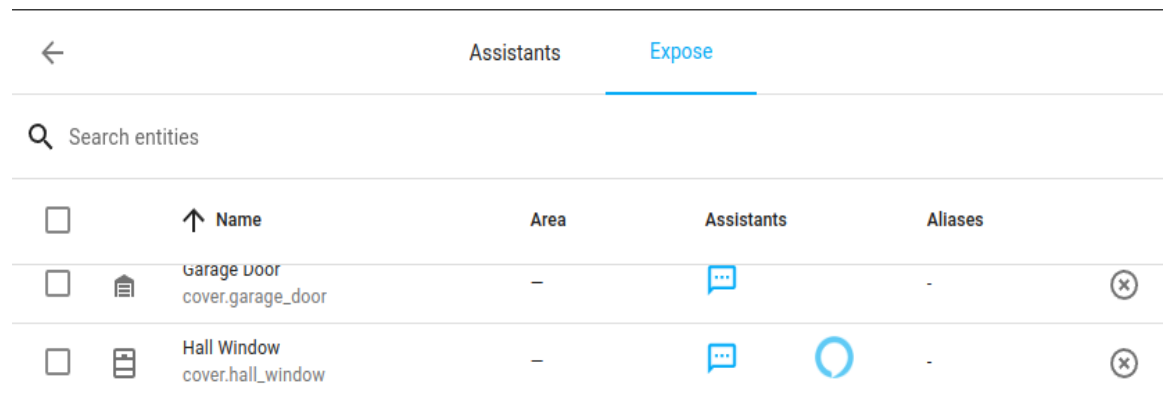 Assistants Expose
Search entities
Name Area Assistants Aliases
Garage Door
cover.garage_door – -
Hall Window
cover.hall_window – -